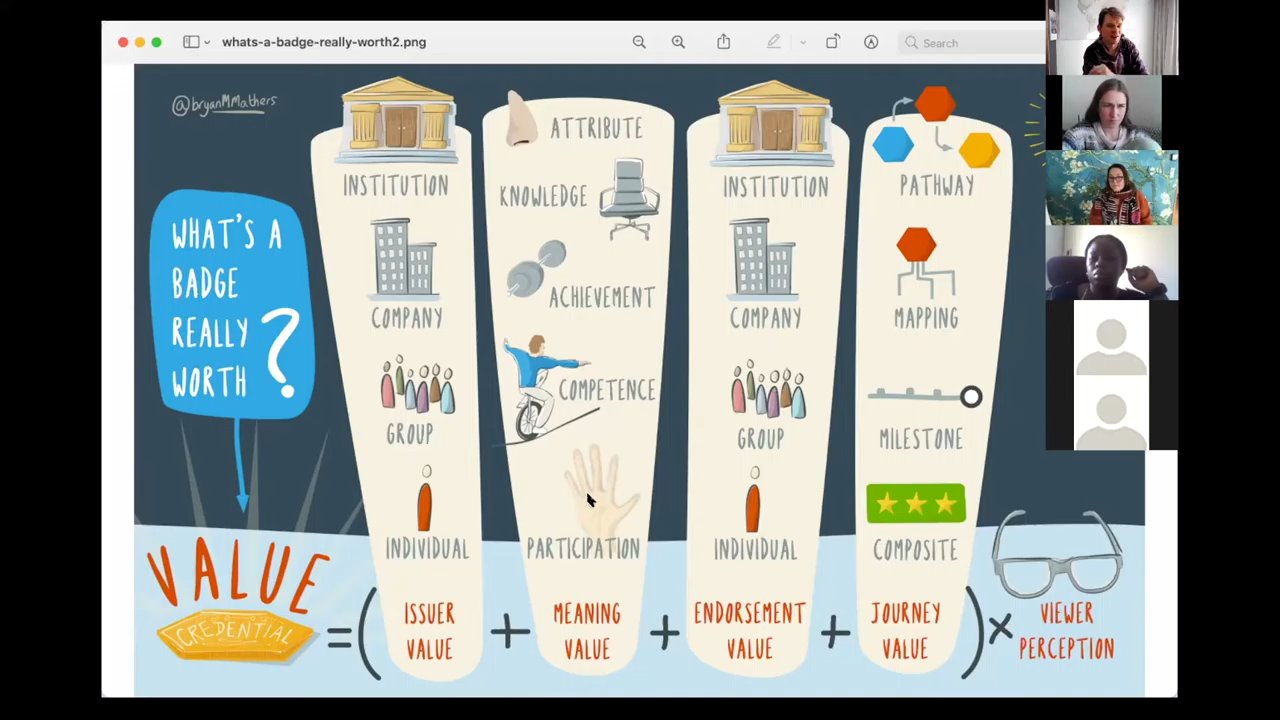 whats-a-badge-really-worth2.png
Search
@bryanMMathers
WHAT'S A
BADGE
REALLY
WORTH
?
INSTITUTION
COMPANY
GROUP
INDIVIDUAL
ATTRIBUTE
KNOWLEDGE
ACHIEVEMENT
COMPETENCE
PARTICIPATION
INSTITUTION
COMPANY
GROUP
INDIVIDUAL
PATHWAY
MAPPING
MILESTONE
COMPOSITE
VALUE
CREDENTIAL
= (
ISSUER
VALUE
+
MEANING
VALUE
+
ENDORSEMENT
VALUE
+
JOURNEY
VALUE
) ×
VIEWER
PERCEPTION